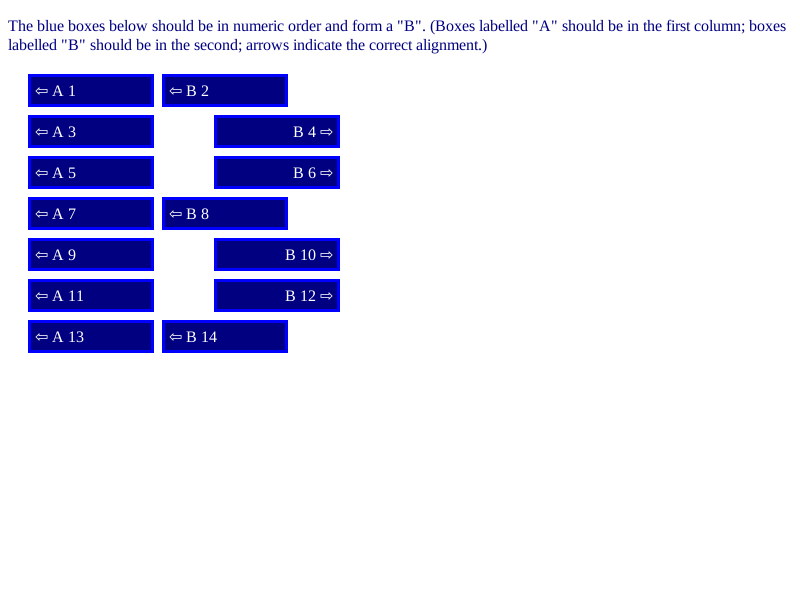 The blue boxes below should be in numeric order and form a "B". (Boxes labelled "A" should be in the first column; boxes
labelled "B" should be in the second; arrows indicate the correct alignment.)
⇦ A 1 ⇦ B 2
⇦ A 3 B 4 ⇨
⇦ A 5 B 6 ⇨
⇦ A 7 ⇦ B 8
⇦ A 9 B 10 ⇨
⇦ A 11 B 12 ⇨
⇦ A 13 ⇦ B 14